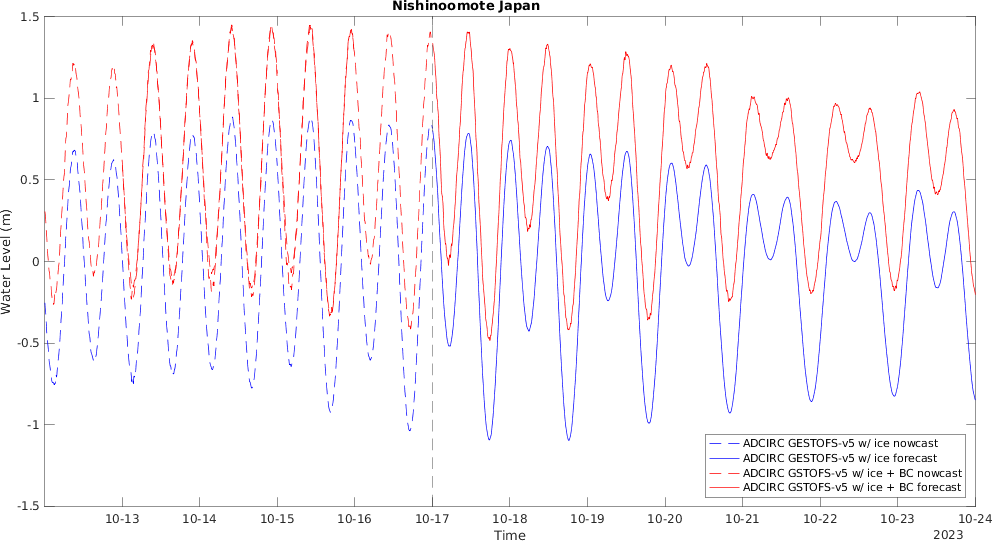 Nishinoomote Japan
1.5
1
0.5
0
-0.5
-1
-1.5
Water Level (m)
10-13 10-14 10-15 10-16 10-17 10-18 10-19 10-20 10-21 10-22 10-23 10-24
Time
2023
ADCIRC GESTOFS-v5 w/ ice nowcast
ADCIRC GESTOFS-v5 w/ ice forecast
ADCIRC GSTOFS-v5 w/ ice + BC nowcast
ADCIRC GSTOFS-v5 w/ ice + BC forecast